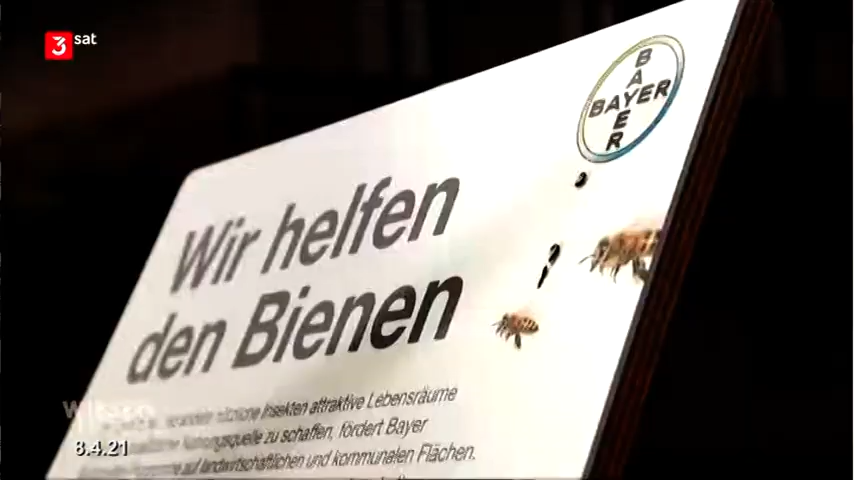 3sat
BAYER
BAYER
Wir helfen
den Bienen
nützliche Insekten attraktive Lebensräume
Nahrungsquelle zu schaffen, fördert Bayer
auf landwirtschaftlichen und kommunalen Flächen.
8.4.21